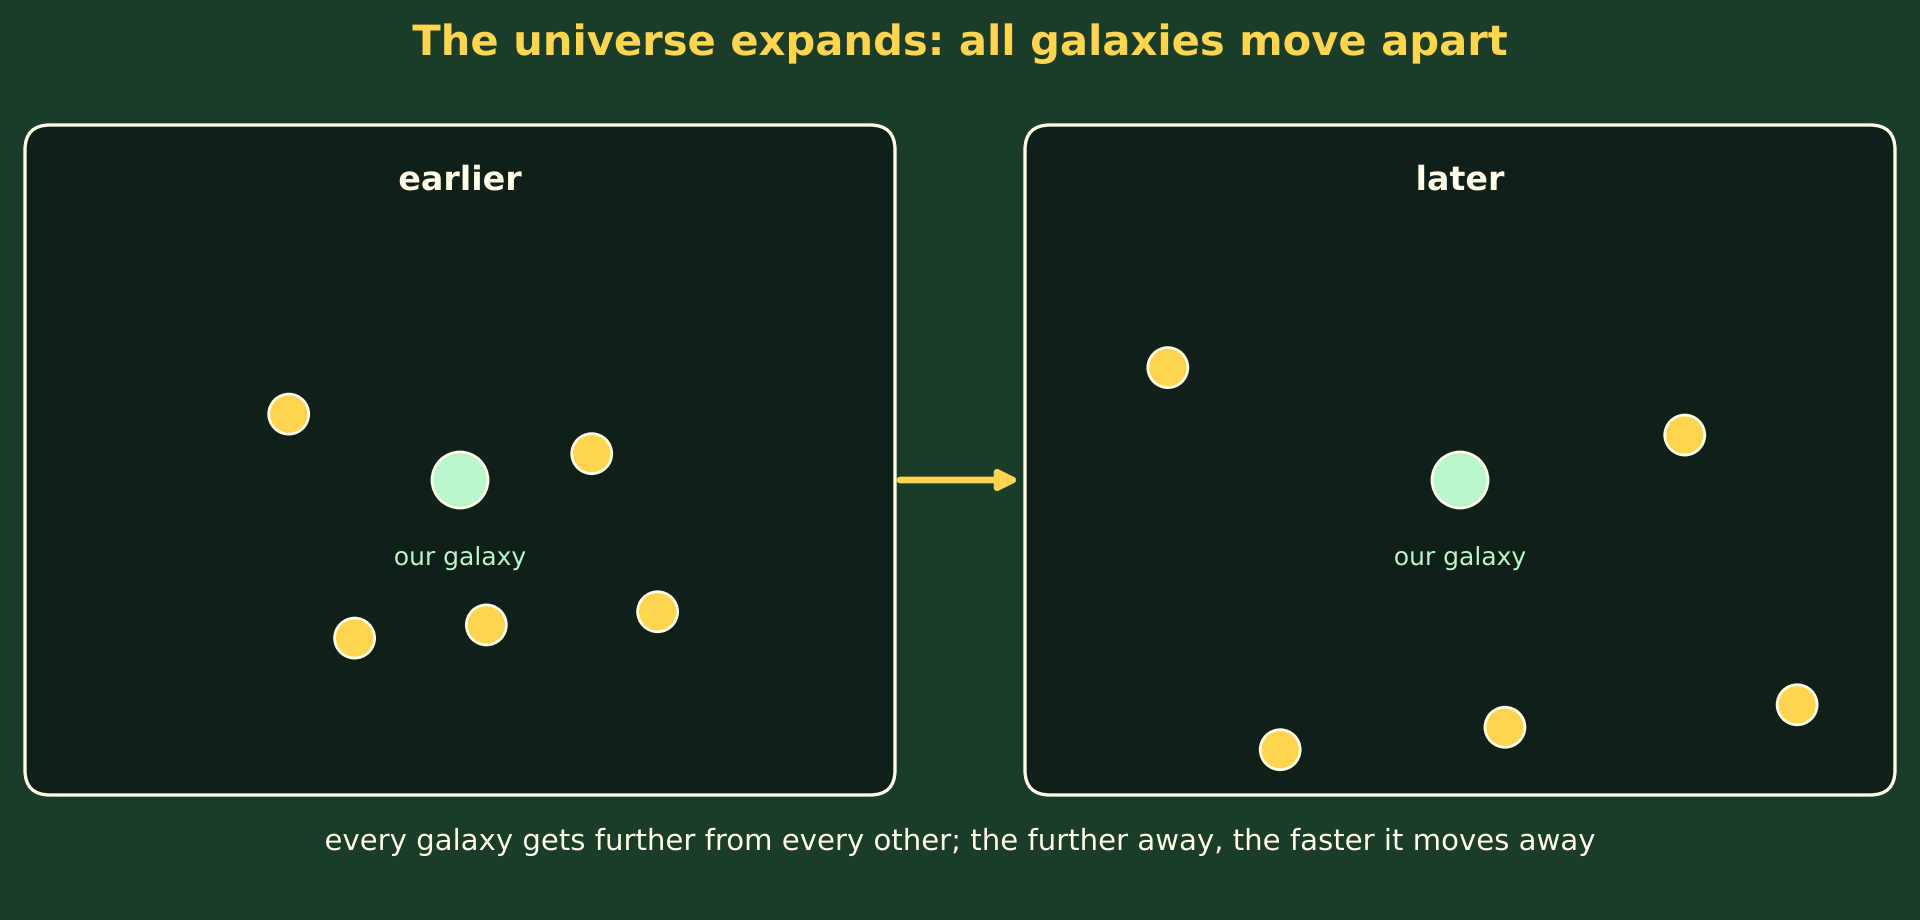 The universe expands: all galaxies move apart
earlier
our galaxy
later
our galaxy
every galaxy gets further from every other; the further away, the faster it moves away